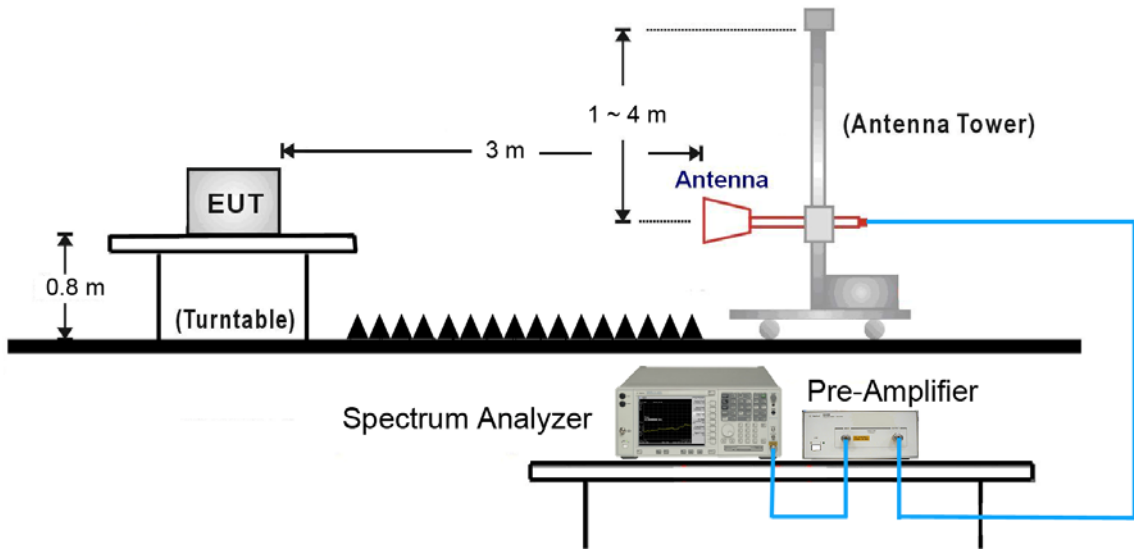 1 ~ 4 m
(Antenna Tower)
3 m
Antenna
EUT
0.8 m
(Turntable)
Spectrum Analyzer
Pre-Amplifier